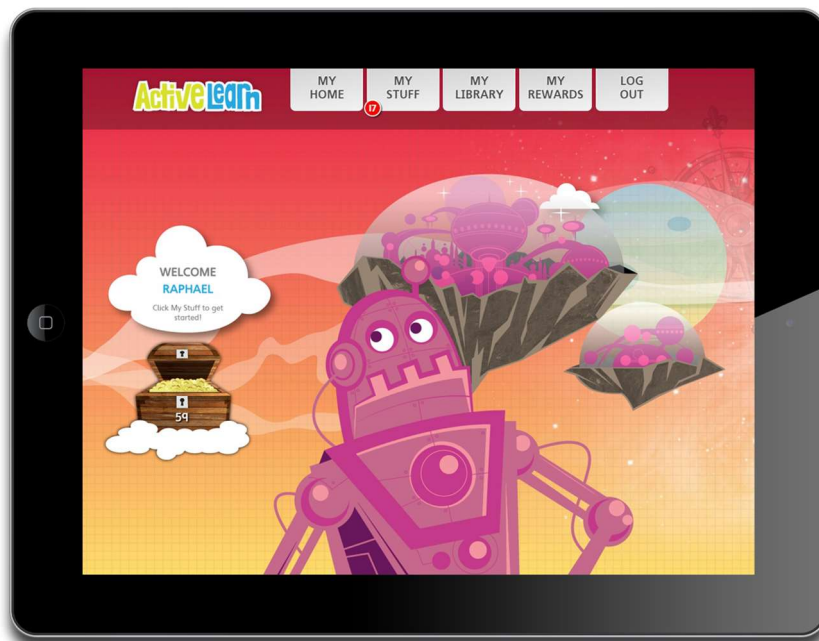 ActiveLearn
MY
HOME
MY
STUFF
17
MY
LIBRARY
MY
REWARDS
LOG
OUT
WELCOME
RAPHAEL
Click My Stuff to get
started!
59